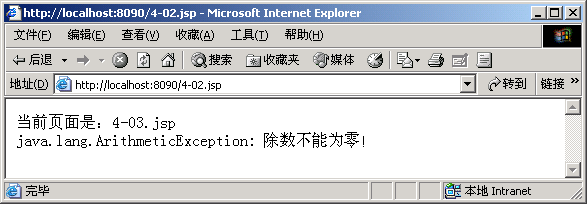 http://localhost:8090/4-02.jsp - Microsoft Internet Explorer
文件(F) 编辑(E) 查看(V) 收藏(A) 工具(T) 帮助(H)
后退 搜索 收藏夹 媒体
地址(D) http://localhost:8090/4-02.jsp 转到 链接 »
当前页面是: 4-03.jsp
java.lang.ArithmeticException: 除数不能为零!
完毕 本地 Intranet